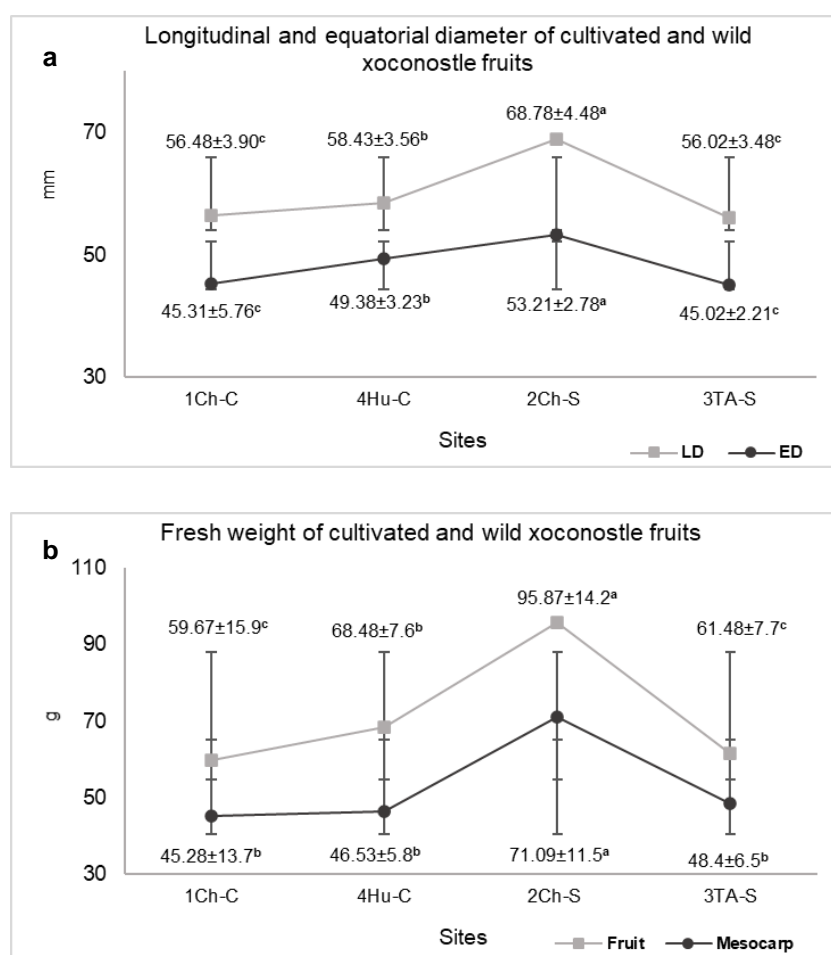 a
Longitudinal and equatorial diameter of cultivated and wild
xoconostle fruits
mm
70
50
30
56.48±3.90ᶜ
58.43±3.56ᵇ
68.78±4.48ᵃ
56.02±3.48ᶜ
45.31±5.76ᶜ
49.38±3.23ᵇ
53.21±2.78ᵃ
45.02±2.21ᶜ
1Ch-C
4Hu-C
2Ch-S
3TA-S
Sites
LD
ED
b
Fresh weight of cultivated and wild xoconostle fruits
g
110
90
70
50
30
59.67±15.9ᶜ
68.48±7.6ᵇ
95.87±14.2ᵃ
61.48±7.7ᶜ
45.28±13.7ᵇ
46.53±5.8ᵇ
71.09±11.5ᵃ
48.4±6.5ᵇ
1Ch-C
4Hu-C
2Ch-S
3TA-S
Sites
Fruit
Mesocarp